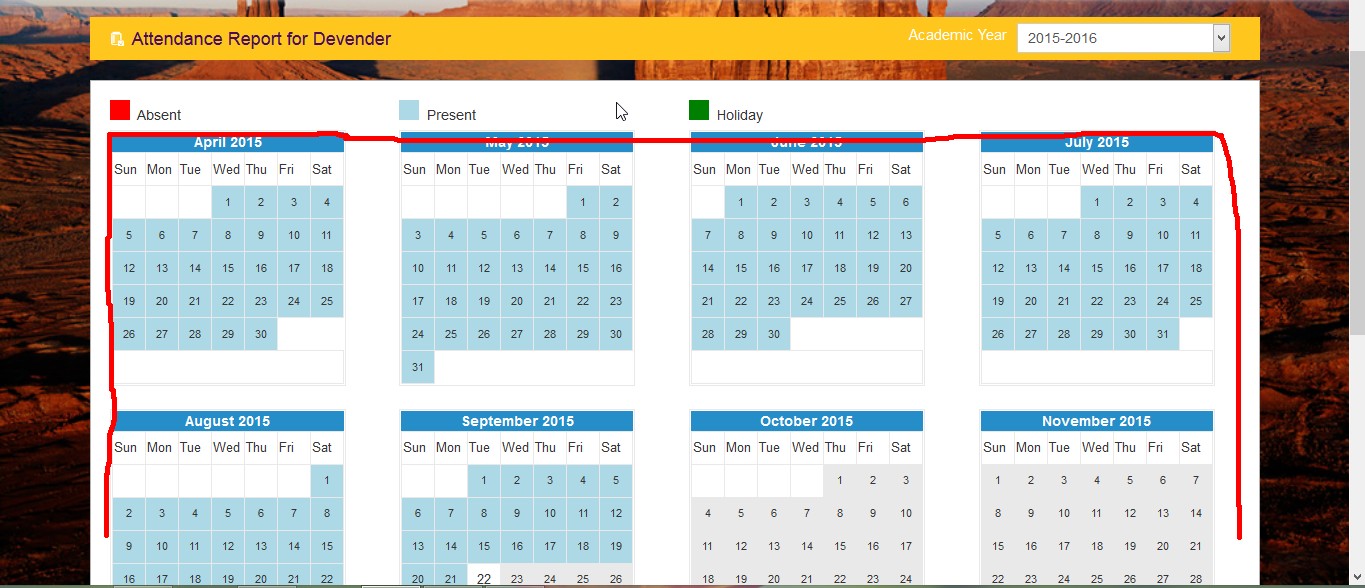 Attendance Report for Devender Academic Year 2015-2016
Absent Present Holiday
April 2015 May 2015 June 2015 July 2015
Sun Mon Tue Wed Thu Fri Sat Sun Mon Tue Wed Thu Fri Sat Sun Mon Tue Wed Thu Fri Sat Sun Mon Tue Wed Thu Fri Sat
1 2 3 4 1 2 1 2 3 4 5 6 1 2 3 4
5 6 7 8 9 10 11 3 4 5 6 7 8 9 7 8 9 10 11 12 13 5 6 7 8 9 10 11
12 13 14 15 16 17 18 10 11 12 13 14 15 16 14 15 16 17 18 19 20 12 13 14 15 16 17 18
19 20 21 22 23 24 25 17 18 19 20 21 22 23 21 22 23 24 25 26 27 19 20 21 22 23 24 25
26 27 28 29 30 24 25 26 27 28 29 30 28 29 30 26 27 28 29 30 31
31
August 2015 September 2015 October 2015 November 2015
Sun Mon Tue Wed Thu Fri Sat Sun Mon Tue Wed Thu Fri Sat Sun Mon Tue Wed Thu Fri Sat Sun Mon Tue Wed Thu Fri Sat
1 1 2 3 4 5 1 2 3 1 2 3 4 5 6 7
2 3 4 5 6 7 8 6 7 8 9 10 11 12 4 5 6 7 8 9 10 8 9 10 11 12 13 14
9 10 11 12 13 14 15 13 14 15 16 17 18 19 11 12 13 14 15 16 17 15 16 17 18 19 20 21
16 17 18 19 20 21 22 20 21 22 23 24 25 26 18 19 20 21 22 23 24 22 23 24 25 26 27 28